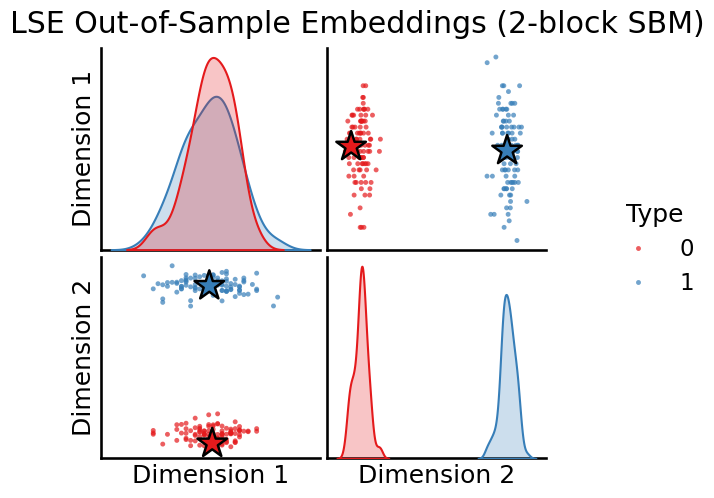 LSE Out-of-Sample Embeddings (2-block SBM)
Dimension 1
Dimension 2
Dimension 1
Dimension 2
Type
0
1